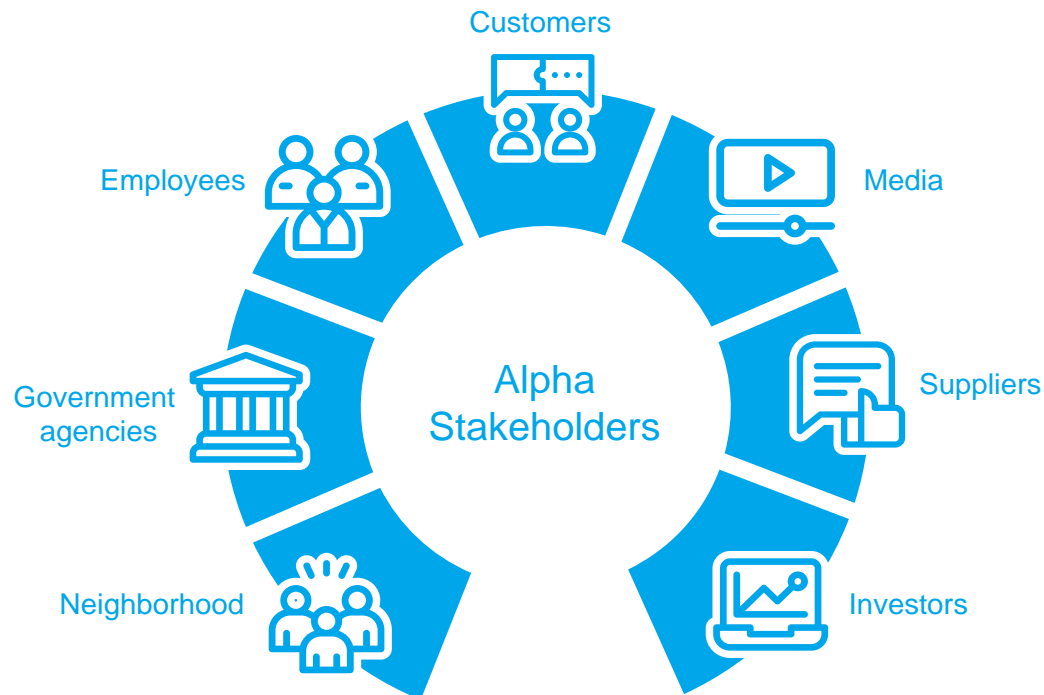 Customers
Employees
Media
Government
agencies
Alpha
Stakeholders
Suppliers
Neighborhood
Investors